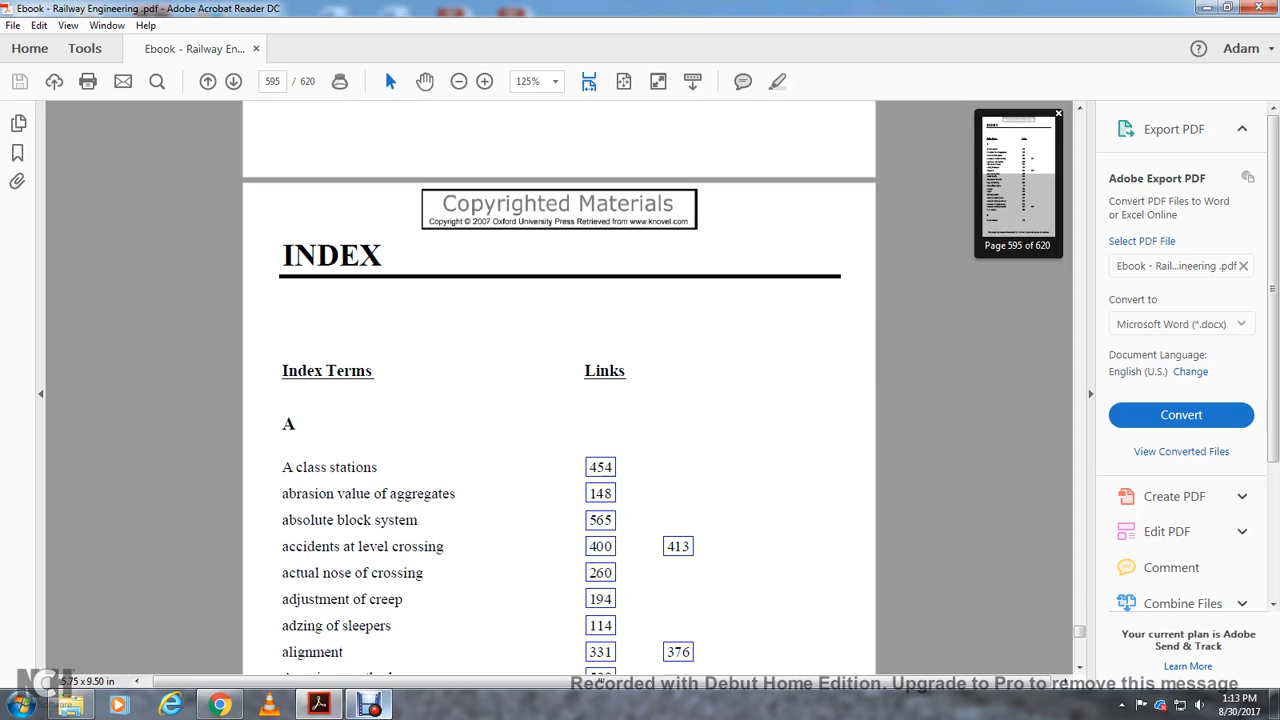 Ebook - Railway Engineering .pdf - Adobe Acrobat Reader DC
File Edit View Window Help
Home Tools Ebook - Railway En... ×
Adam
595 / 620
125%
Copyrighted Materials
Copyright © 2007 Oxford University Press Retrieved from www.knovel.com
INDEX
Index Terms Links
A
A class stations 454
abrasion value of aggregates 148
absolute block system 565
accidents at level crossing 400 413
actual nose of crossing 260
adjustment of creep 194
adzing of sleepers 114
alignment 331 376
Page 595 of 620
Export PDF
Adobe Export PDF
Convert PDF Files to Word
or Excel Online
Select PDF File
Ebook - Rail...ineering .pdf ×
Convert to
Microsoft Word (*.docx)
Document Language:
English (U.S.) Change
Convert
View Converted Files
Create PDF
Edit PDF
Comment
Combine Files
Your current plan is Adobe
Send & Track
Learn More
5.75 x 9.50 in
Recorded with Debut Home Edition. Upgrade to Pro to remove this message
NCH
Software
1:13 PM
8/30/2017